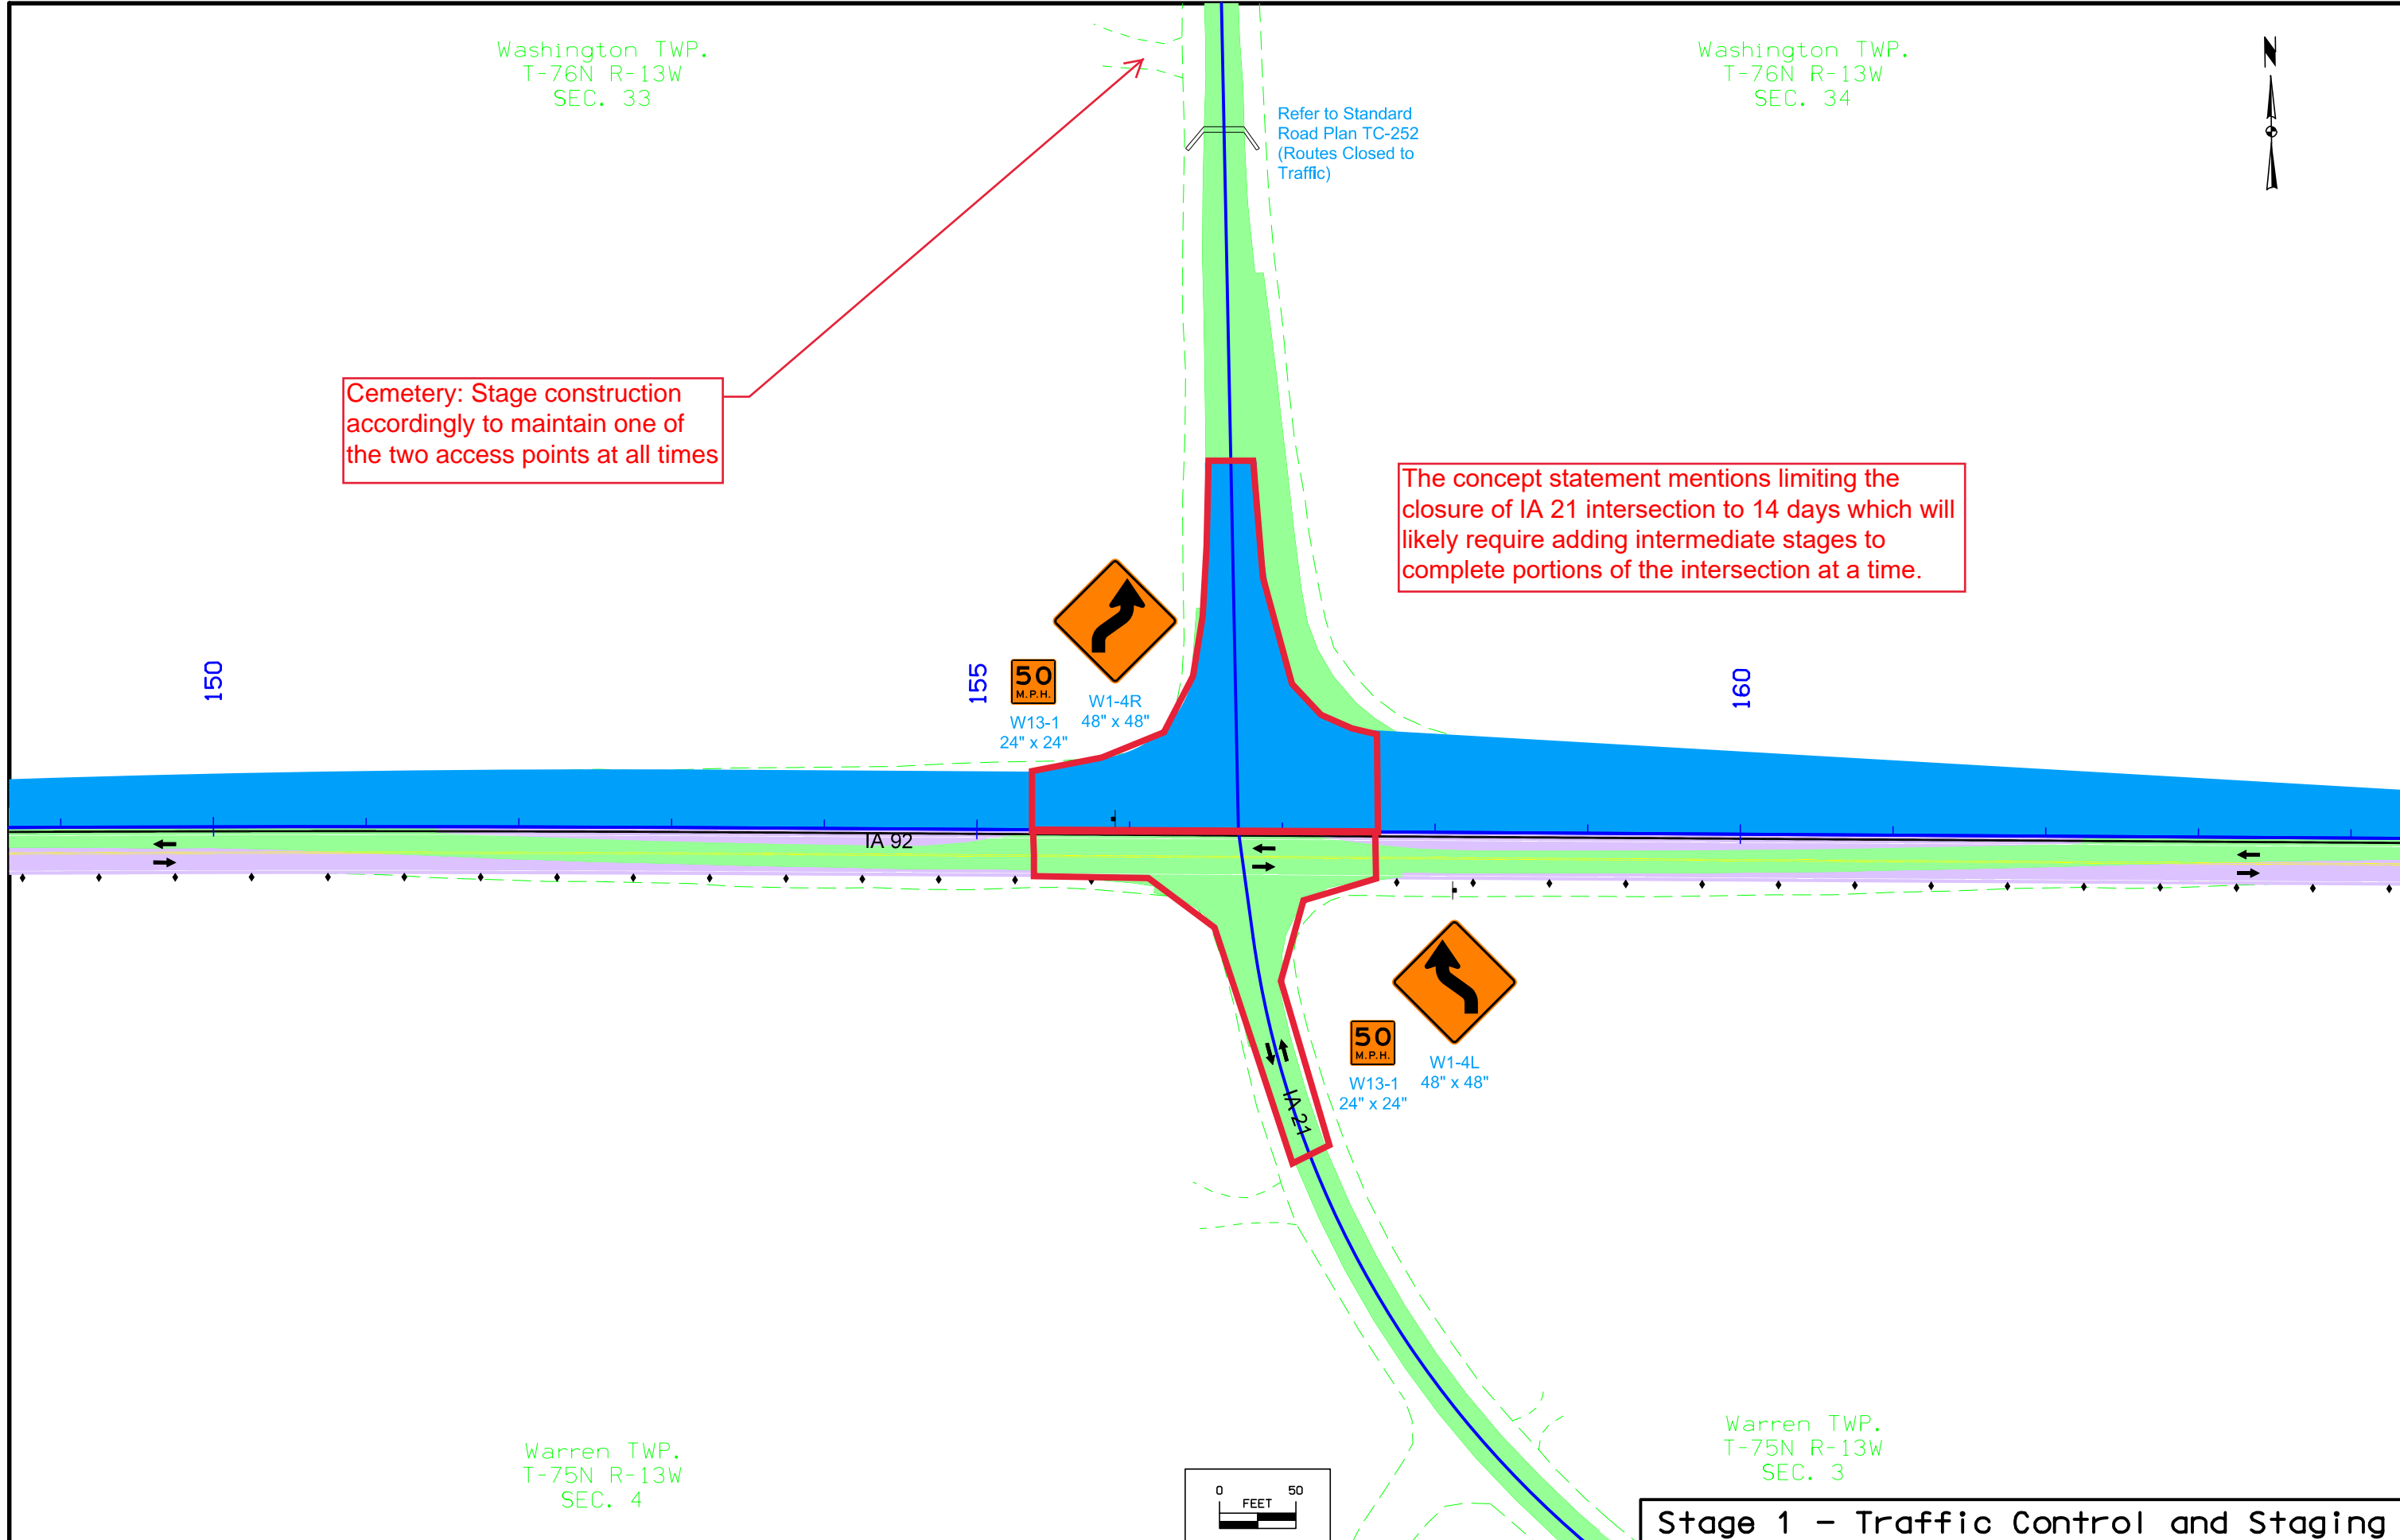 Washington TWP.
T-76N R-13W
SEC. 33
Washington TWP.
T-76N R-13W
SEC. 34
N
Refer to Standard
Road Plan TC-252
(Routes Closed to
Traffic)
Cemetery: Stage construction
accordingly to maintain one of
the two access points at all times
The concept statement mentions limiting the
closure of IA 21 intersection to 14 days which will
likely require adding intermediate stages to
complete portions of the intersection at a time.
150
155
160
50
M.P.H.
W13-1
24" x 24"
W1-4R
48" x 48"
IA 92
50
M.P.H.
W13-1
24" x 24"
W1-4L
48" x 48"
IA 21
Warren TWP.
T-75N R-13W
SEC. 4
Warren TWP.
T-75N R-13W
SEC. 3
0 50
FEET
Stage 1 - Traffic Control and Staging